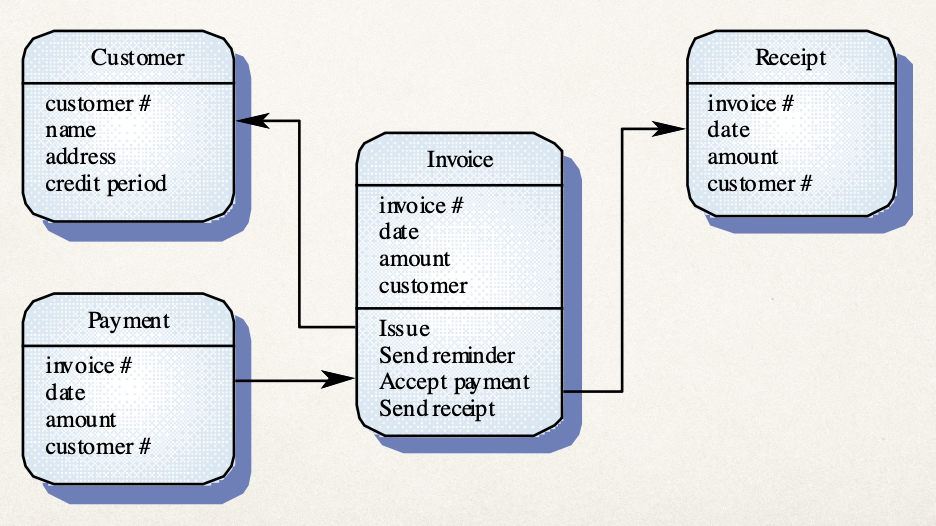 Customer
customer #
name
address
credit period
Payment
invoice #
date
amount
customer #
Invoice
invoice #
date
amount
customer
Issue
Send reminder
Accept payment
Send receipt
Receipt
invoice #
date
amount
customer #